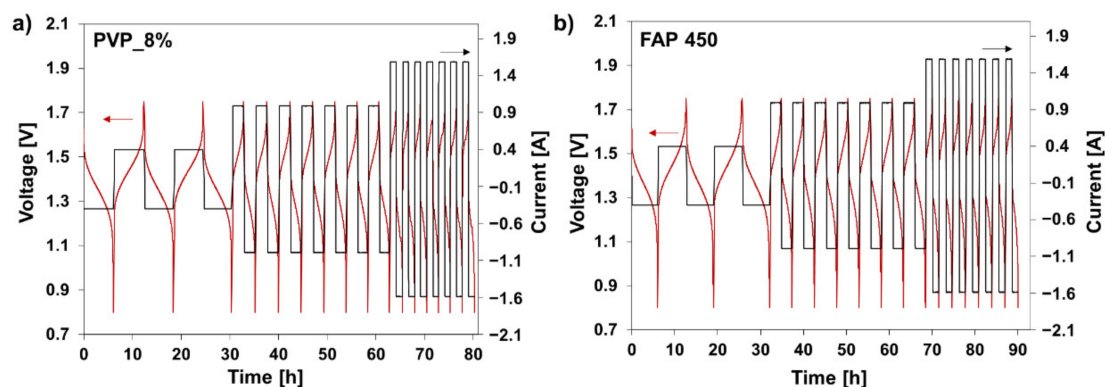 a)
PVP_8%
Voltage [V]
2.1
1.9
1.7
1.5
1.3
1.1
0.9
0.7
1.9
1.4
0.9
0.4
−0.1
−0.6
−1.1
−1.6
−2.1
Current [A]
0 10 20 30 40 50 60 70 80
Time [h]
b)
FAP 450
Voltage [V]
2.1
1.9
1.7
1.5
1.3
1.1
0.9
0.7
1.9
1.4
0.9
0.4
−0.1
−0.6
−1.1
−1.6
−2.1
Current [A]
0 10 20 30 40 50 60 70 80 90
Time [h]